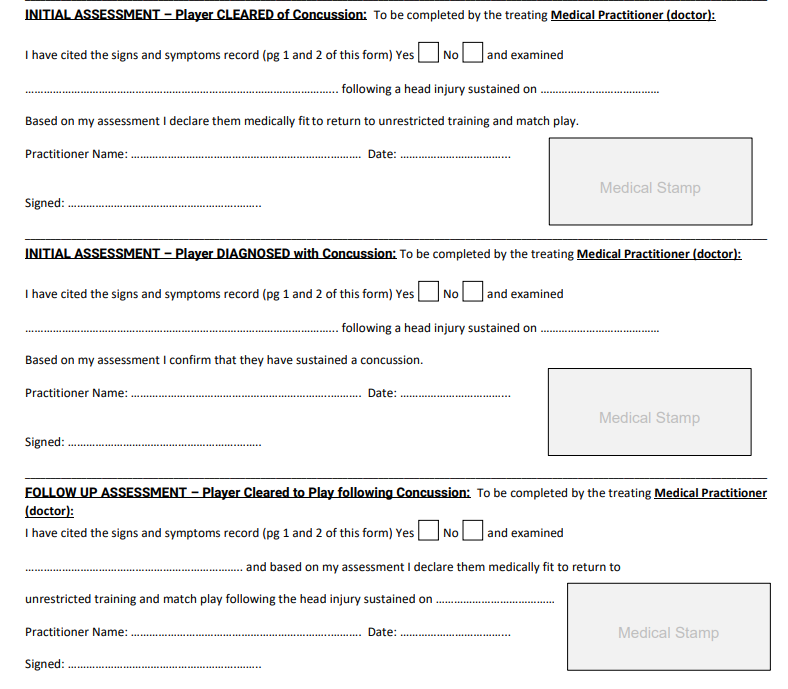 INITIAL ASSESSMENT – Player CLEARED of Concussion: To be completed by the treating Medical Practitioner (doctor):
I have cited the signs and symptoms record (pg 1 and 2 of this form) Yes No and examined
…………………………………………………………………………….. following a head injury sustained on …………………………………
Based on my assessment I declare them medically fit to return to unrestricted training and match play.
Practitioner Name: ……………………………………………………….. Date: ………………………………
Medical Stamp
Signed: ………………………………………………..
INITIAL ASSESSMENT – Player DIAGNOSED with Concussion: To be completed by the treating Medical Practitioner (doctor):
I have cited the signs and symptoms record (pg 1 and 2 of this form) Yes No and examined
…………………………………………………………………………….. following a head injury sustained on …………………………………
Based on my assessment I confirm that they have sustained a concussion.
Practitioner Name: ……………………………………………………….. Date: ………………………………
Medical Stamp
Signed: ………………………………………………..
FOLLOW UP ASSESSMENT – Player Cleared to Play following Concussion: To be completed by the treating Medical Practitioner
(doctor):
I have cited the signs and symptoms record (pg 1 and 2 of this form) Yes No and examined
……………………………………………………. and based on my assessment I declare them medically fit to return to
unrestricted training and match play following the head injury sustained on …………………………………
Practitioner Name: ……………………………………………………….. Date: ………………………………
Medical Stamp
Signed: ………………………………………………..